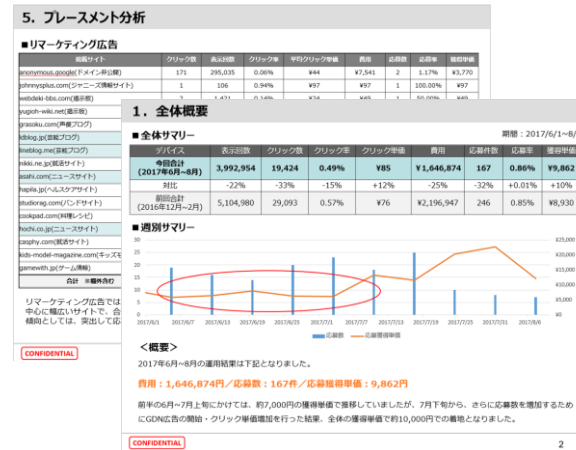 5. プレースメント分析
■リマーケティング広告
掲載サイト クリック数 表示回数 クリック率 平均クリック単価 費用 応募数 応募率 獲得単価
anonymous.google(ドメイン非公開) 171 295,035 0.06% ¥44 ¥7,541 2 1.17% ¥3,770
johnnysplus.com(ジャニーズ情報サイト) 1 106 0.94% ¥97 ¥97 1 100.00% ¥97
webdeki-bbs.com(掲示板)
yugioh-wiki.net(掲示板)
grasoku.com(声優ブログ)
ldblog.jp(芸能ブログ)
lineblog.me(芸能ブログ)
nikki.ne.jp(就活サイト)
asahi.com(ニュースサイト)
hapila.jp(ヘルスケアサイト)
studiorag.com(バンドサイト)
cookpad.com(料理レシピ)
hochi.co.jp(ニュースサイト)
casphy.com(就活サイト)
kids-model-magazine.com(キッズモ
gamewith.jp(ゲーム情報)
合計 ※欄外含む
リマーケティング広告では
中心に幅広いサイトで、合
傾向としては、突出して応
CONFIDENTIAL
1. 全体概要
■全体サマリー 期間：2017/6/1~8/
デバイス 表示回数 クリック数 クリック率 クリック単価 費用 応募件数 応募率 獲得単価
今回合計
(2017年6月~8月) 3,992,954 19,424 0.49% ¥85 ¥1,646,874 167 0.86% ¥9,862
対比 -22% -33% -15% +12% -25% -32% +0.01% +10%
前回合計
(2016年12月~2月) 5,104,980 29,093 0.57% ¥76 ¥2,196,947 246 0.85% ¥8,930
■週別サマリー
30 ¥25,000
25 ¥20,000
20 ¥15,000
15
10 ¥10,000
5 ¥5,000
0 ¥0
2017/6/1 2017/6/7 2017/6/13 2017/6/19 2017/6/25 2017/7/1 2017/7/7 2017/7/13 2017/7/19 2017/7/25 2017/7/31 2017/8/6
応募数 応募獲得単価
＜概要＞
2017年6月~8月の運用結果は下記となりました。
費用：1,646,874円／応募数：167件／応募獲得単価：9,862円
前半の6月~7月上旬にかけては、約7,000円の獲得単価で推移していましたが、7月下旬から、さらに応募数を増加するため
にGDN広告の開始・クリック単価増加を行った結果、全体の獲得単価で約10,000円での着地となりました。
CONFIDENTIAL
2